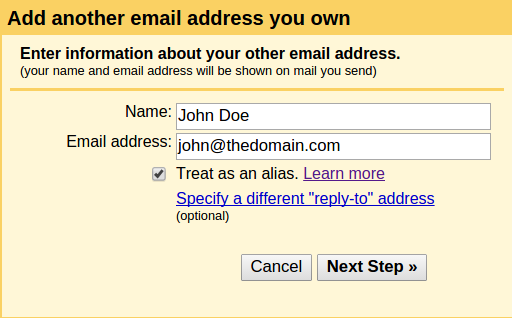 Add another email address you own
Enter information about your other email address.
(your name and email address will be shown on mail you send)
Name: John Doe
Email address: john@thedomain.com
Treat as an alias. Learn more
Specify a different "reply-to" address
(optional)
Cancel Next Step »